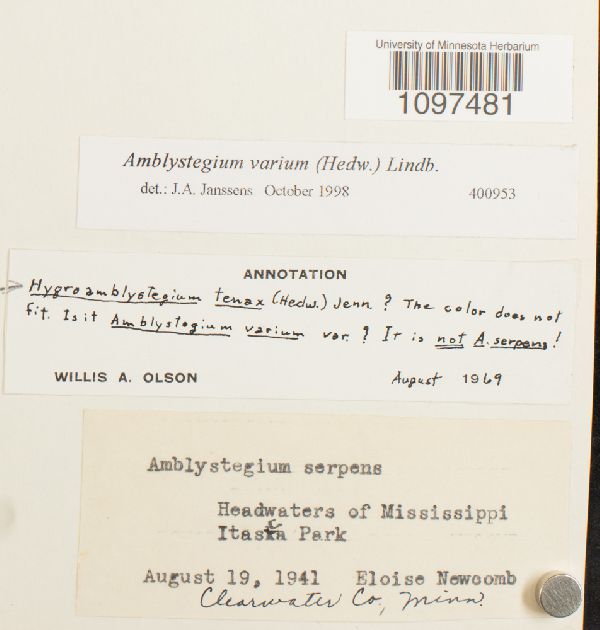 University of Minnesota Herbarium
1097481
Amblystegium varium (Hedw.) Lindb.
det.: J.A. Janssens October 1998 400953
ANNOTATION
Hygroamblystegium tenax (Hedw.) Jenn ? The color does not
fit. Is it Amblystegium varium var. ? It is not A. serpens!
WILLIS A. OLSON August 1969
Amblystegium serpens
Headwaters of Mississippi
Itasca Park
August 19, 1941 Eloise Newcomb
Clearwater Co., Minn.